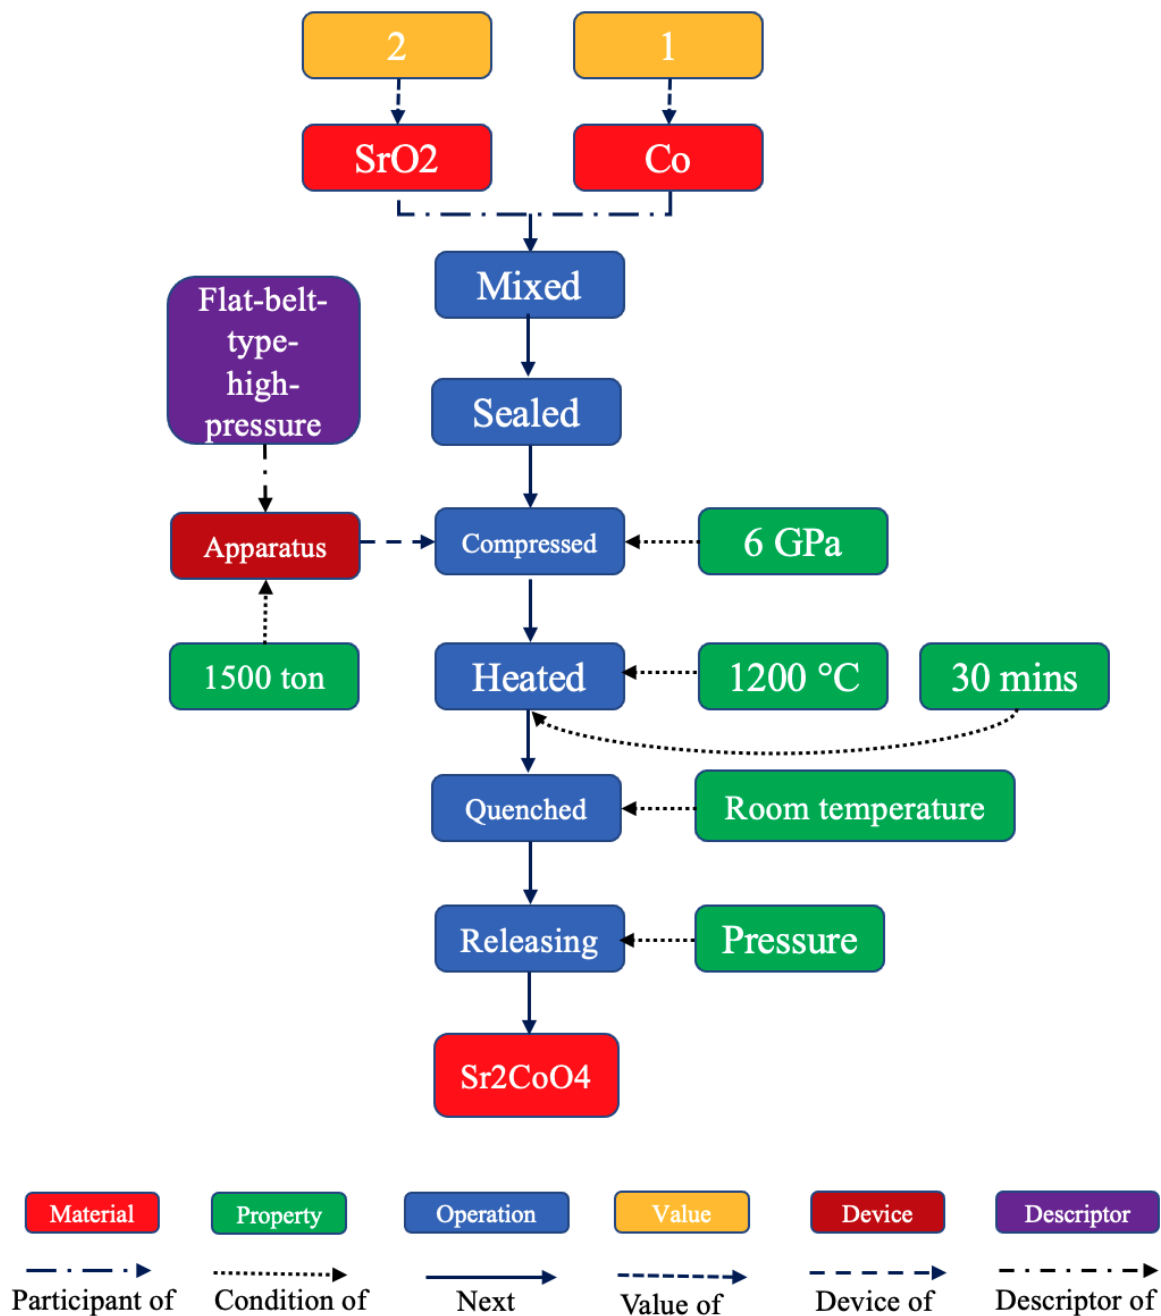 2
1
SrO2
Co
Mixed
Flat-belt-
type-
high-
pressure
Sealed
Apparatus
Compressed
6 GPa
1500 ton
Heated
1200 °C
30 mins
Quenched
Room temperature
Releasing
Pressure
Sr2CoO4
Material
Property
Operation
Value
Device
Descriptor
Participant of
Condition of
Next
Value of
Device of
Descriptor of